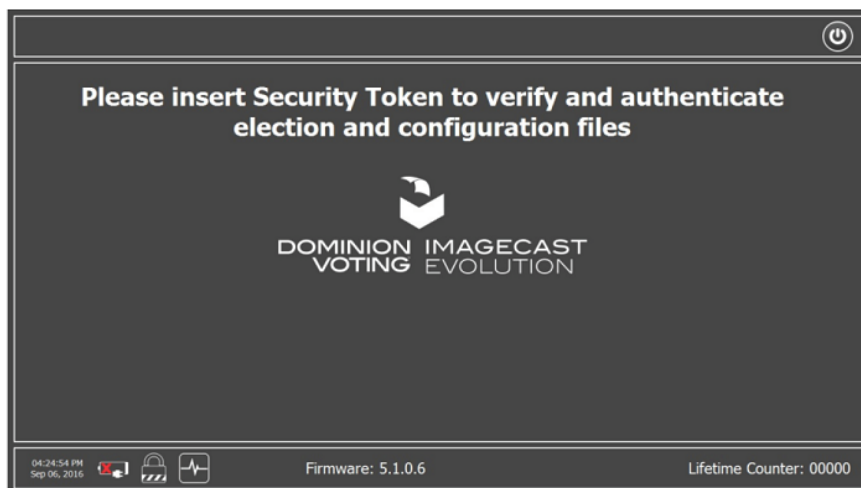 Please insert Security Token to verify and authenticate
election and configuration files
DOMINION IMAGECAST
VOTING EVOLUTION
04:24:54 PM
Sep 06, 2016
Firmware: 5.1.0.6
Lifetime Counter: 00000